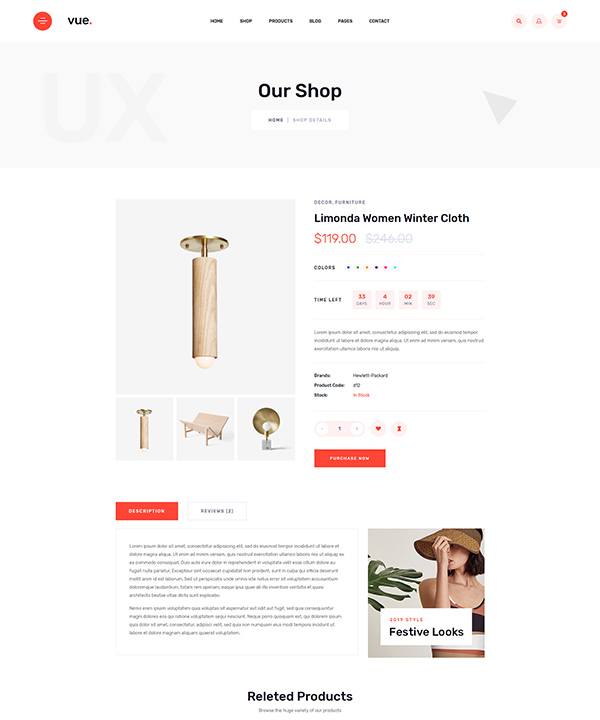 vue.
HOME SHOP PRODUCTS BLOG PAGES CONTACT
3
UX
Our Shop
HOME | SHOP DETAILS
DECOR, FURNITURE
Limonda Women Winter Cloth
$119.00 $246.00
COLORS
TIME LEFT
33 4 02 39
DAYS HOUR MIN SEC
Lorem ipsum dolor sit amet, consectetur adipisicing elit, sed do eiusmod tempor
incididunt ut labore et dolore magna aliqua. Ut enim ad minim veniam, quis nostrud
exercitation ullamco laboris nisi ut aliquip.
Brands: Hewlett-Packard
Product Code: d12
Stock: In Stock
- 1 +
PURCHASE NOW
DESCRIPTION
REVIEWS (2)
Lorem ipsum dolor sit amet, consectetur adipisicing elit, sed do eiusmod tempor incididunt ut labore et
dolore magna aliqua. Ut enim ad minim veniam, quis nostrud exercitation ullamco laboris nisi ut aliquip ex
ea commodo consequat. Duis aute irure dolor in reprehenderit in voluptate velit esse cillum dolore eu
fugiat nulla pariatur. Excepteur sint occaecat cupidatat non proident, sunt in culpa qui officia deserunt
mollit anim id est laborum. Sed ut perspiciatis unde omnis iste natus error sit voluptatem accusantium
doloremque laudantium, totam rem aperiam, eaque ipsa quae ab illo inventore veritatis et quasi
architecto beatae vitae dicta sunt explicabo.
Nemo enim ipsam voluptatem quia voluptas sit aspernatur aut odit aut fugit, sed quia consequuntur
magni dolores eos qui ratione voluptatem sequi nesciunt. Neque porro quisquam est, qui dolorem ipsum
quia dolor sit amet, consectetur, adipisci velit, sed quia non numquam eius modi tempora incidunt ut
labore et dolore magnam aliquam quaerat voluptatem.
2019 STYLE
Festive Looks
Releted Products
Browse the huge variety of our products